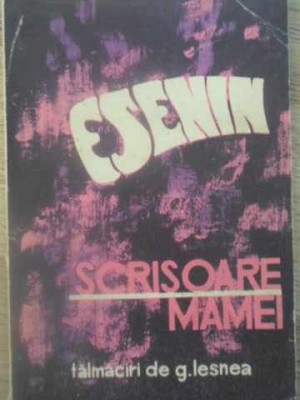 ESENIN
SCRISOARE
MAMEI
tălmăciri de g.lesnea